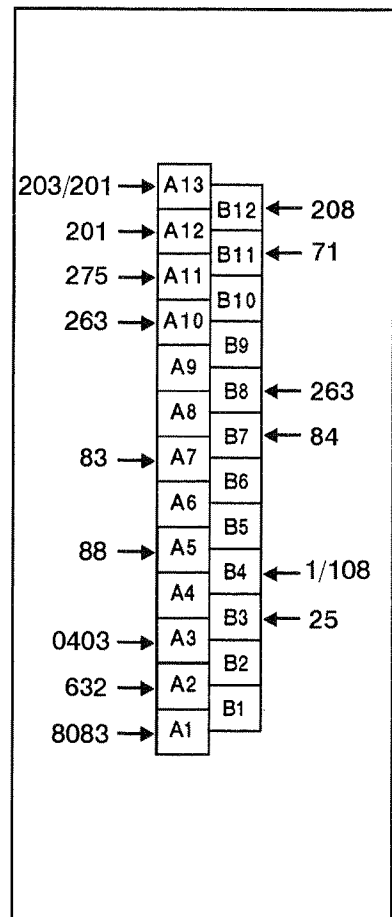 203/201 A13
B12 208
201 A12
B11 71
275 A11
B10
263 A10
B9
A9
B8 263
A8
B7 84
83 A7
B6
A6
B5
88 A5
B4 1/108
A4
B3 25
0403 A3
B2
632 A2
B1
8083 A1